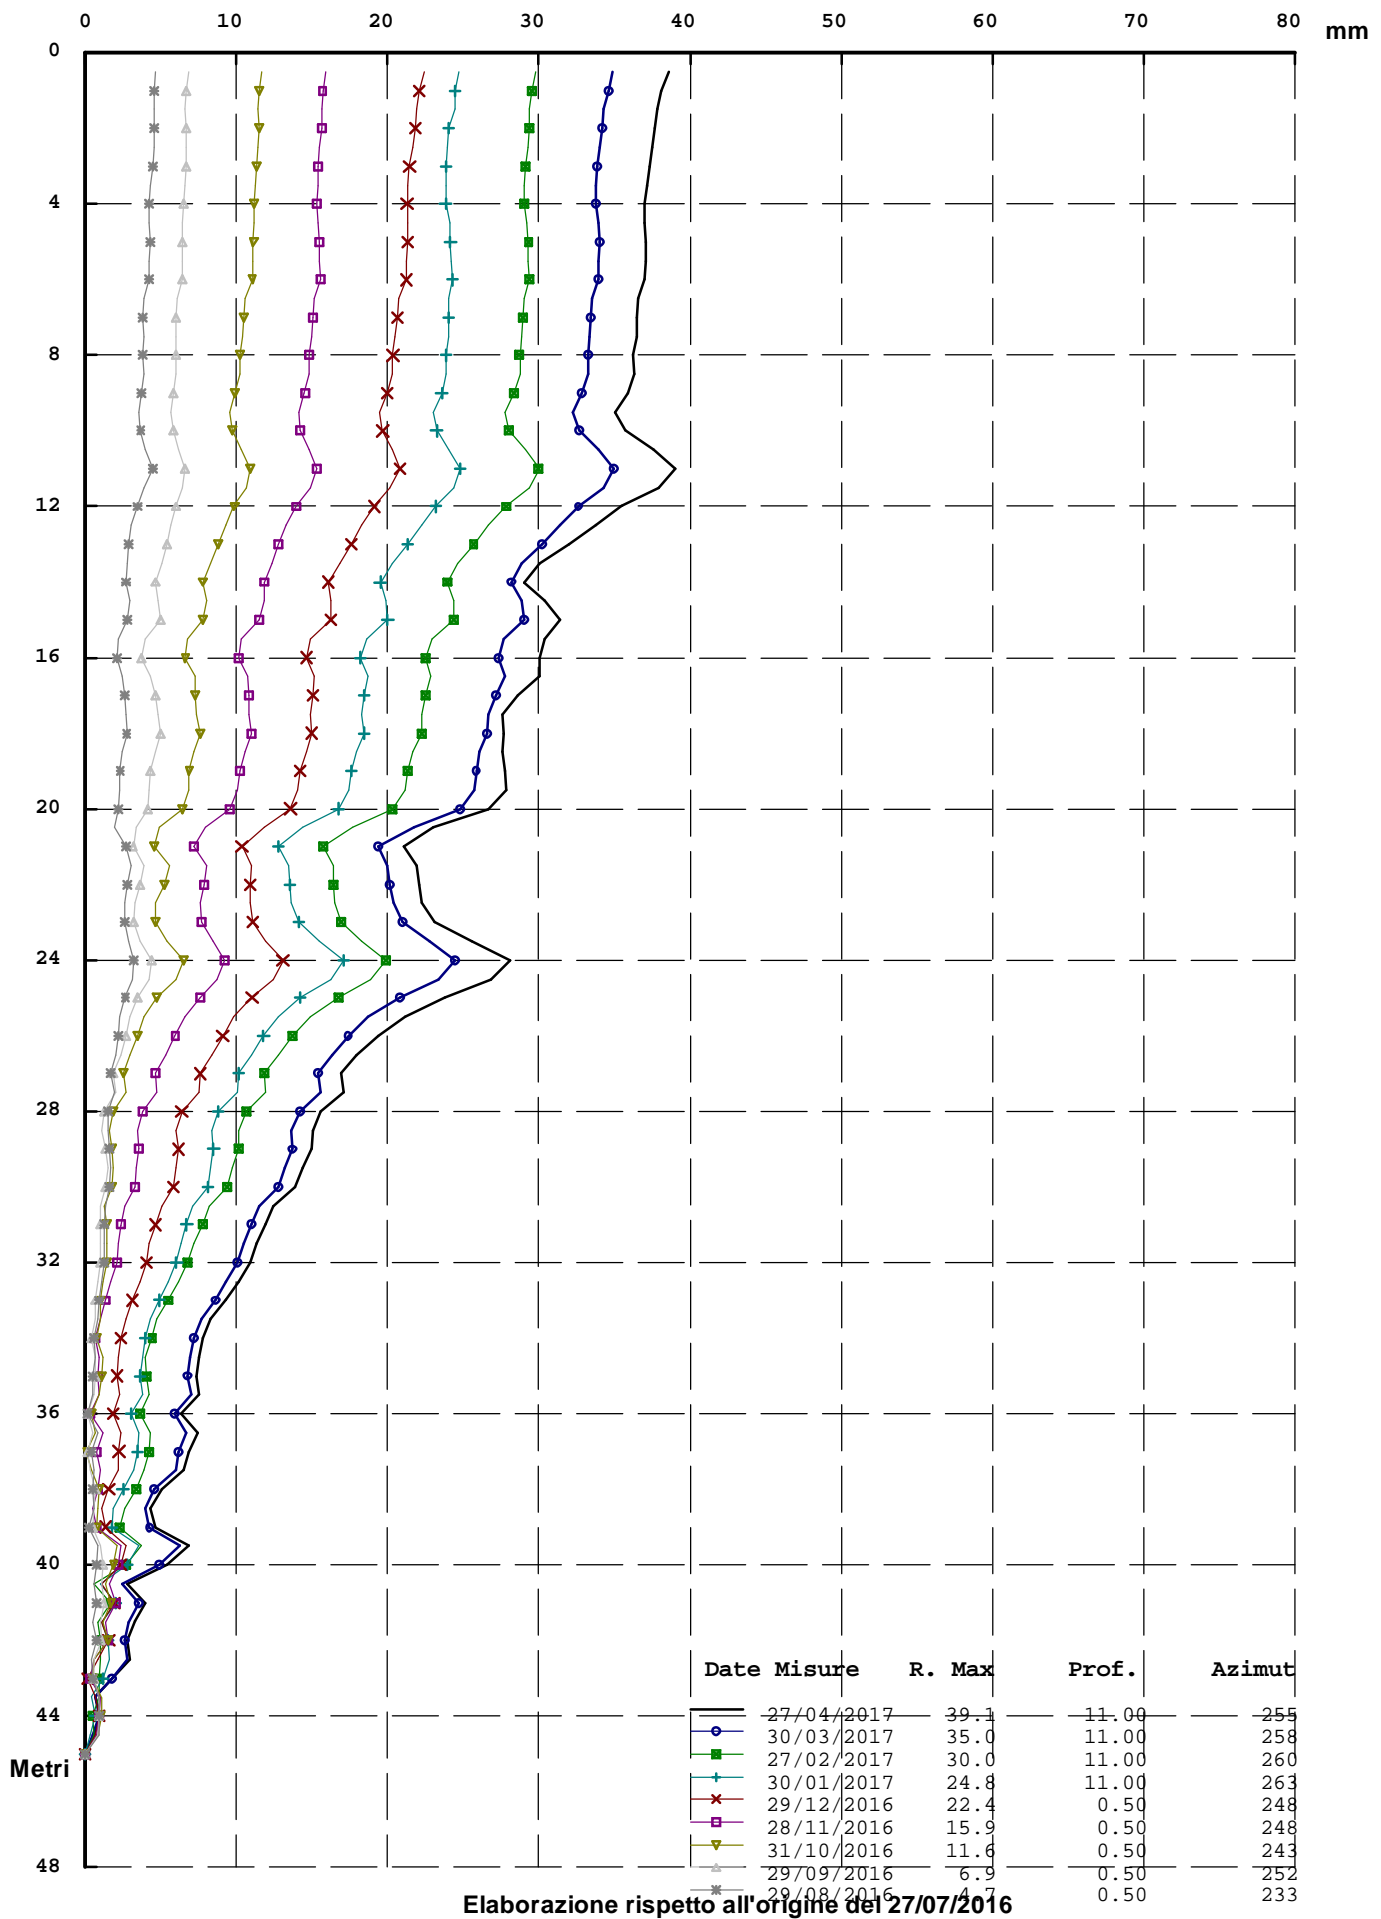 0 10 20 30 40 50 60 70 80
mm
0
4
8
12
16
20
24
28
32
36
40
44
Metri
48
Date Misure R. Max Prof. Azimut
27/04/2017 39.1 11.00 255
30/03/2017 35.0 11.00 258
27/02/2017 30.0 11.00 260
30/01/2017 24.8 11.00 263
29/12/2016 22.4 0.50 248
28/11/2016 15.9 0.50 248
31/10/2016 11.6 0.50 243
29/09/2016 6.9 0.50 252
29/08/2016 4.7 0.50 233
Elaborazione rispetto all'origine del 27/07/2016